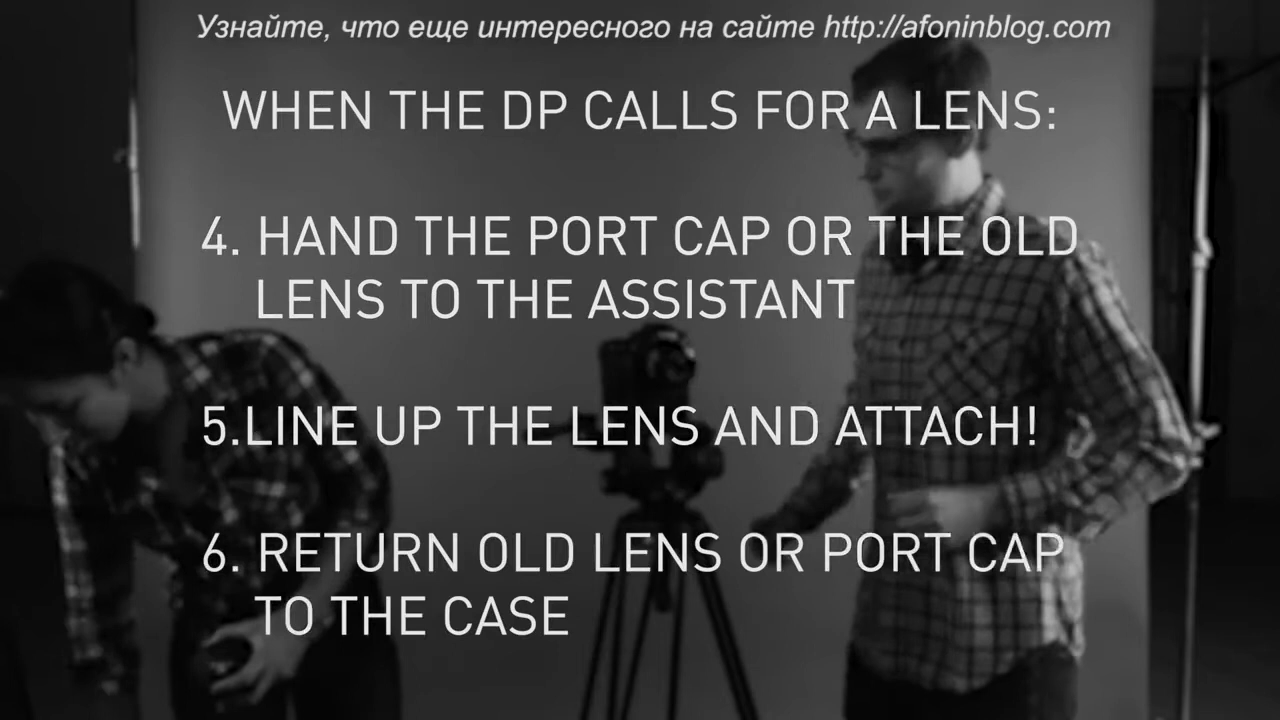 Узнайте, что еще интересного на сайте http://afoninblog.com
WHEN THE DP CALLS FOR A LENS:
4. HAND THE PORT CAP OR THE OLD
LENS TO THE ASSISTANT
5.LINE UP THE LENS AND ATTACH!
6. RETURN OLD LENS OR PORT CAP
TO THE CASE